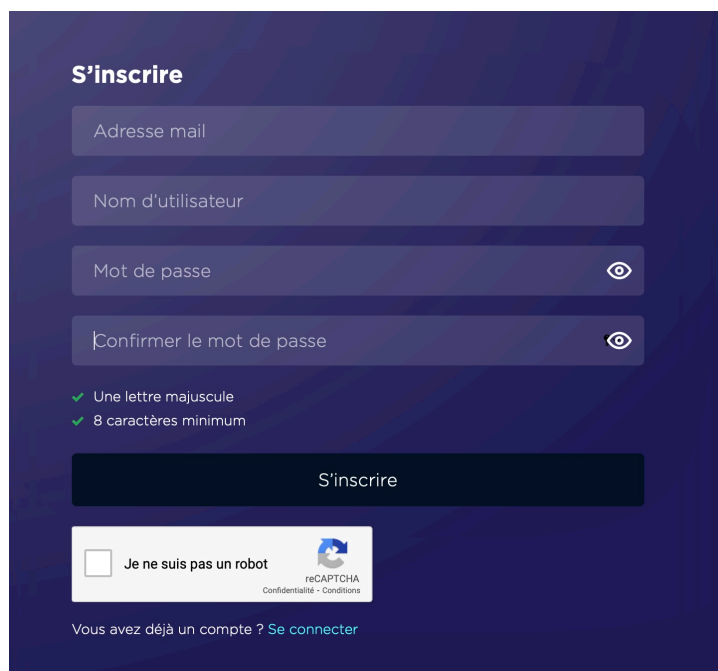 S’inscrire
Adresse mail
Nom d’utilisateur
Mot de passe
Confirmer le mot de passe
Une lettre majuscule
8 caractères minimum
S’inscrire
Je ne suis pas un robot
reCAPTCHA
Confidentialité - Conditions
Vous avez déjà un compte ? Se connecter